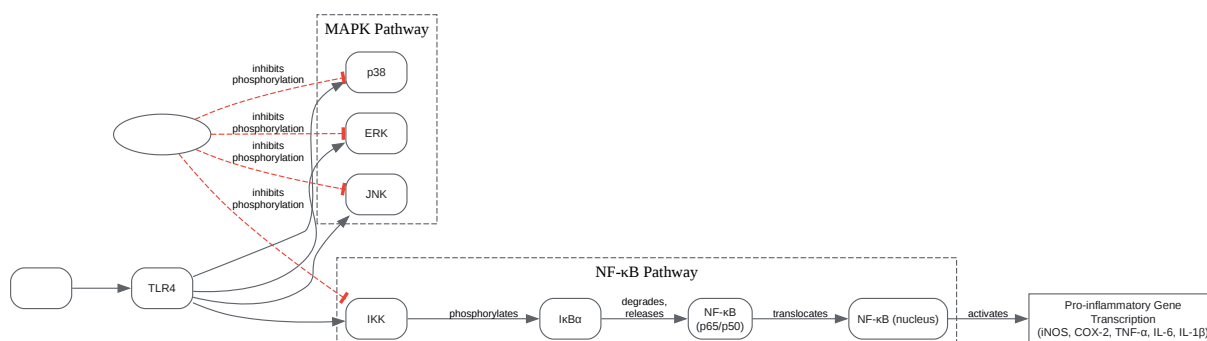 MAPK Pathway
inhibits
phosphorylation
p38
inhibits
phosphorylation
ERK
inhibits
phosphorylation
JNK
inhibits
phosphorylation
TLR4
NF-κB Pathway
IKK
phosphorylates
IκBα
degrades,
releases
NF-κB
(p65/p50)
translocates
NF-κB (nucleus)
activates
Pro-inflammatory Gene
Transcription
(iNOS, COX-2, TNF-α, IL-6, IL-1β)